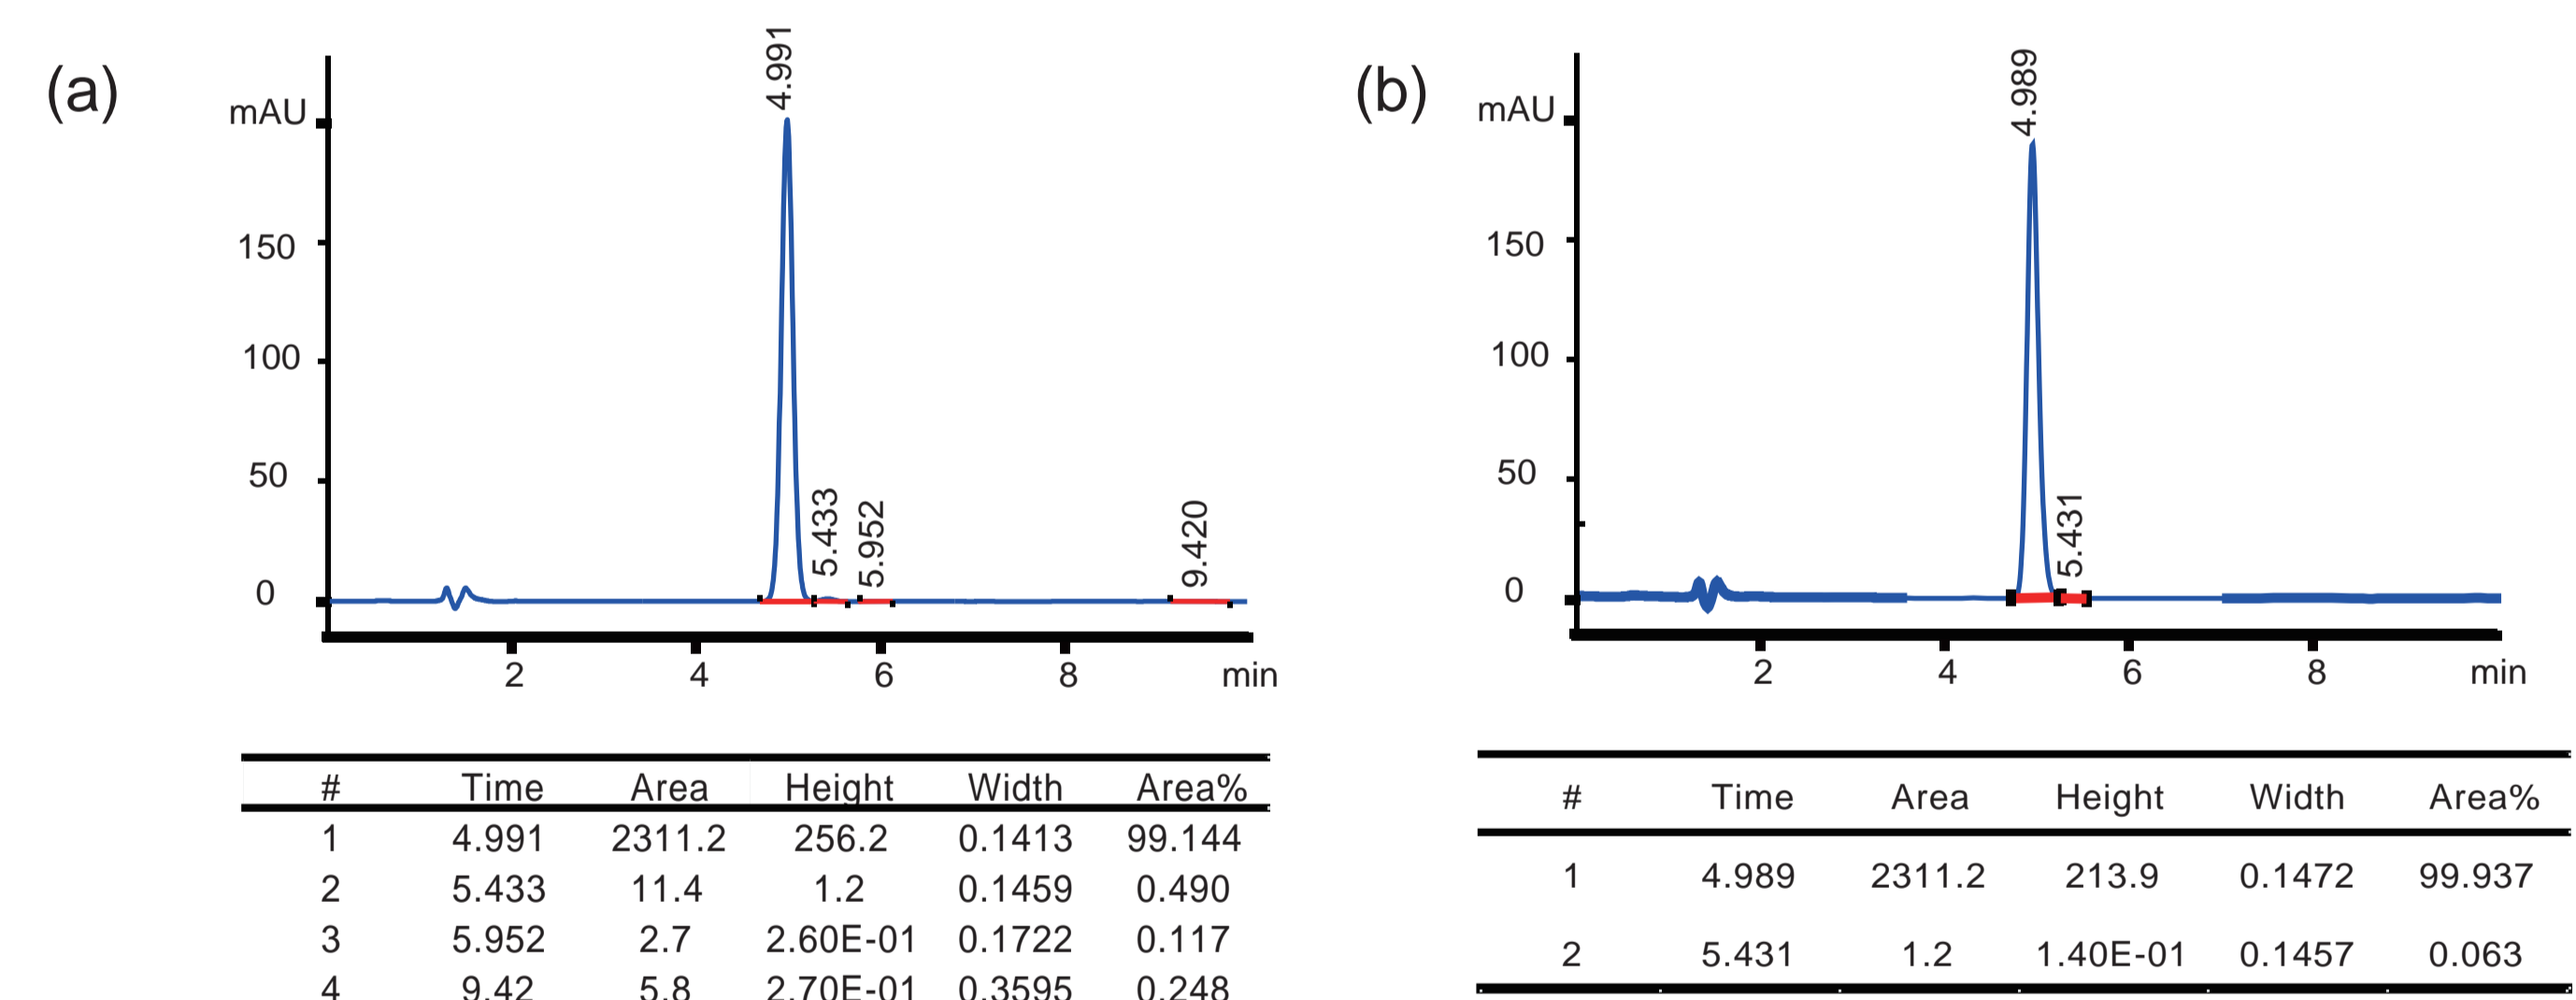 (a)
mAU
150
100
50
0
4.991
5.433
5.952
9.420
2 4 6 8 min
# Time Area Height Width Area%
1 4.991 2311.2 256.2 0.1413 99.144
2 5.433 11.4 1.2 0.1459 0.490
3 5.952 2.7 2.60E-01 0.1722 0.117
4 9.42 5.8 2.70E-01 0.3595 0.248
(b)
mAU
150
100
50
0
4.989
5.431
2 4 6 8 min
# Time Area Height Width Area%
1 4.989 2311.2 213.9 0.1472 99.937
2 5.431 1.2 1.40E-01 0.1457 0.063